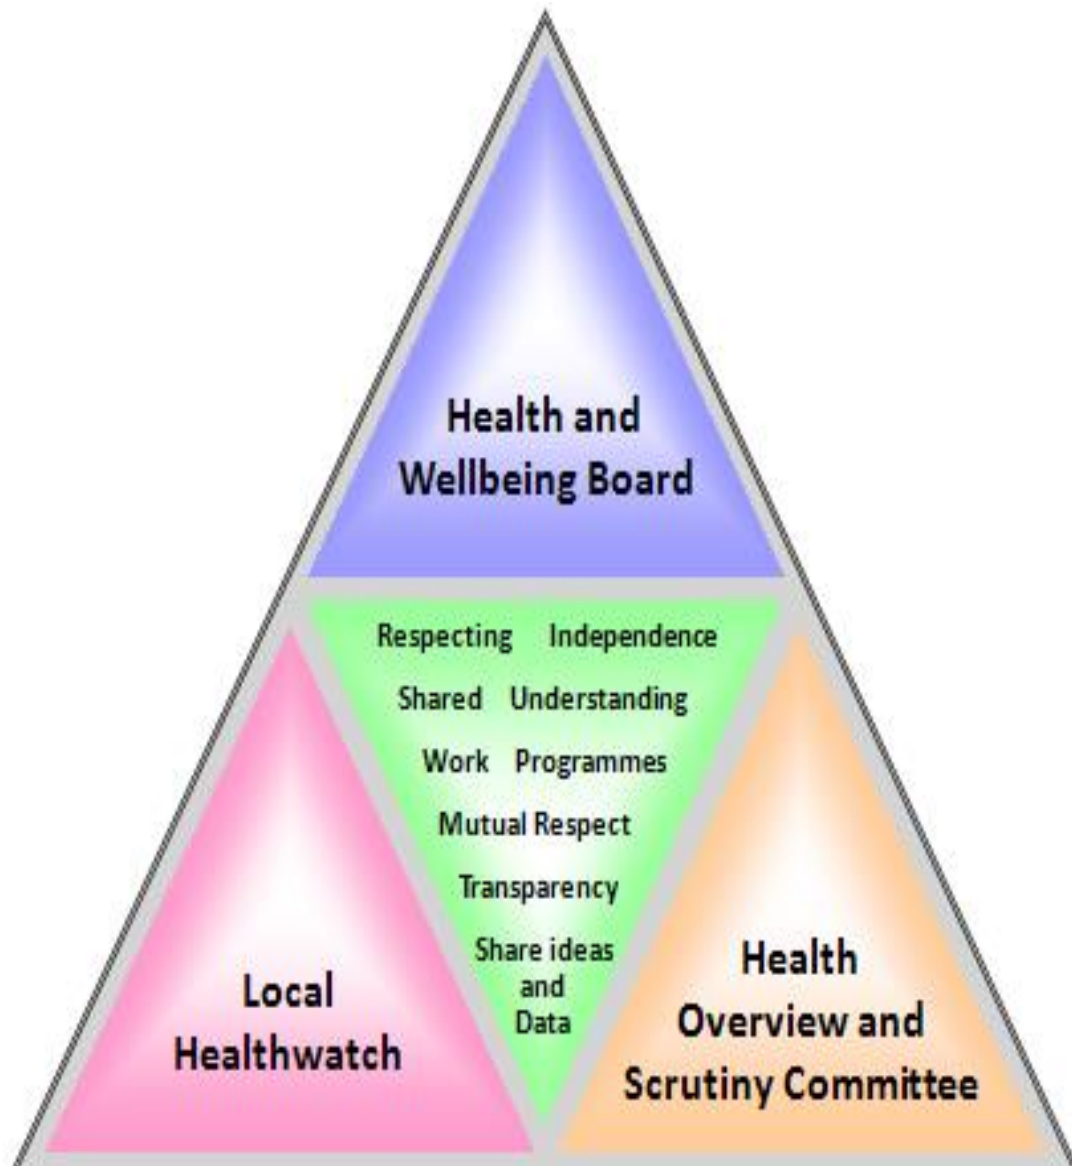 Health and
Wellbeing Board
Respecting Independence
Shared Understanding
Work Programmes
Mutual Respect
Transparency
Share ideas
and
Data
Local
Healthwatch
Health
Overview and
Scrutiny Committee